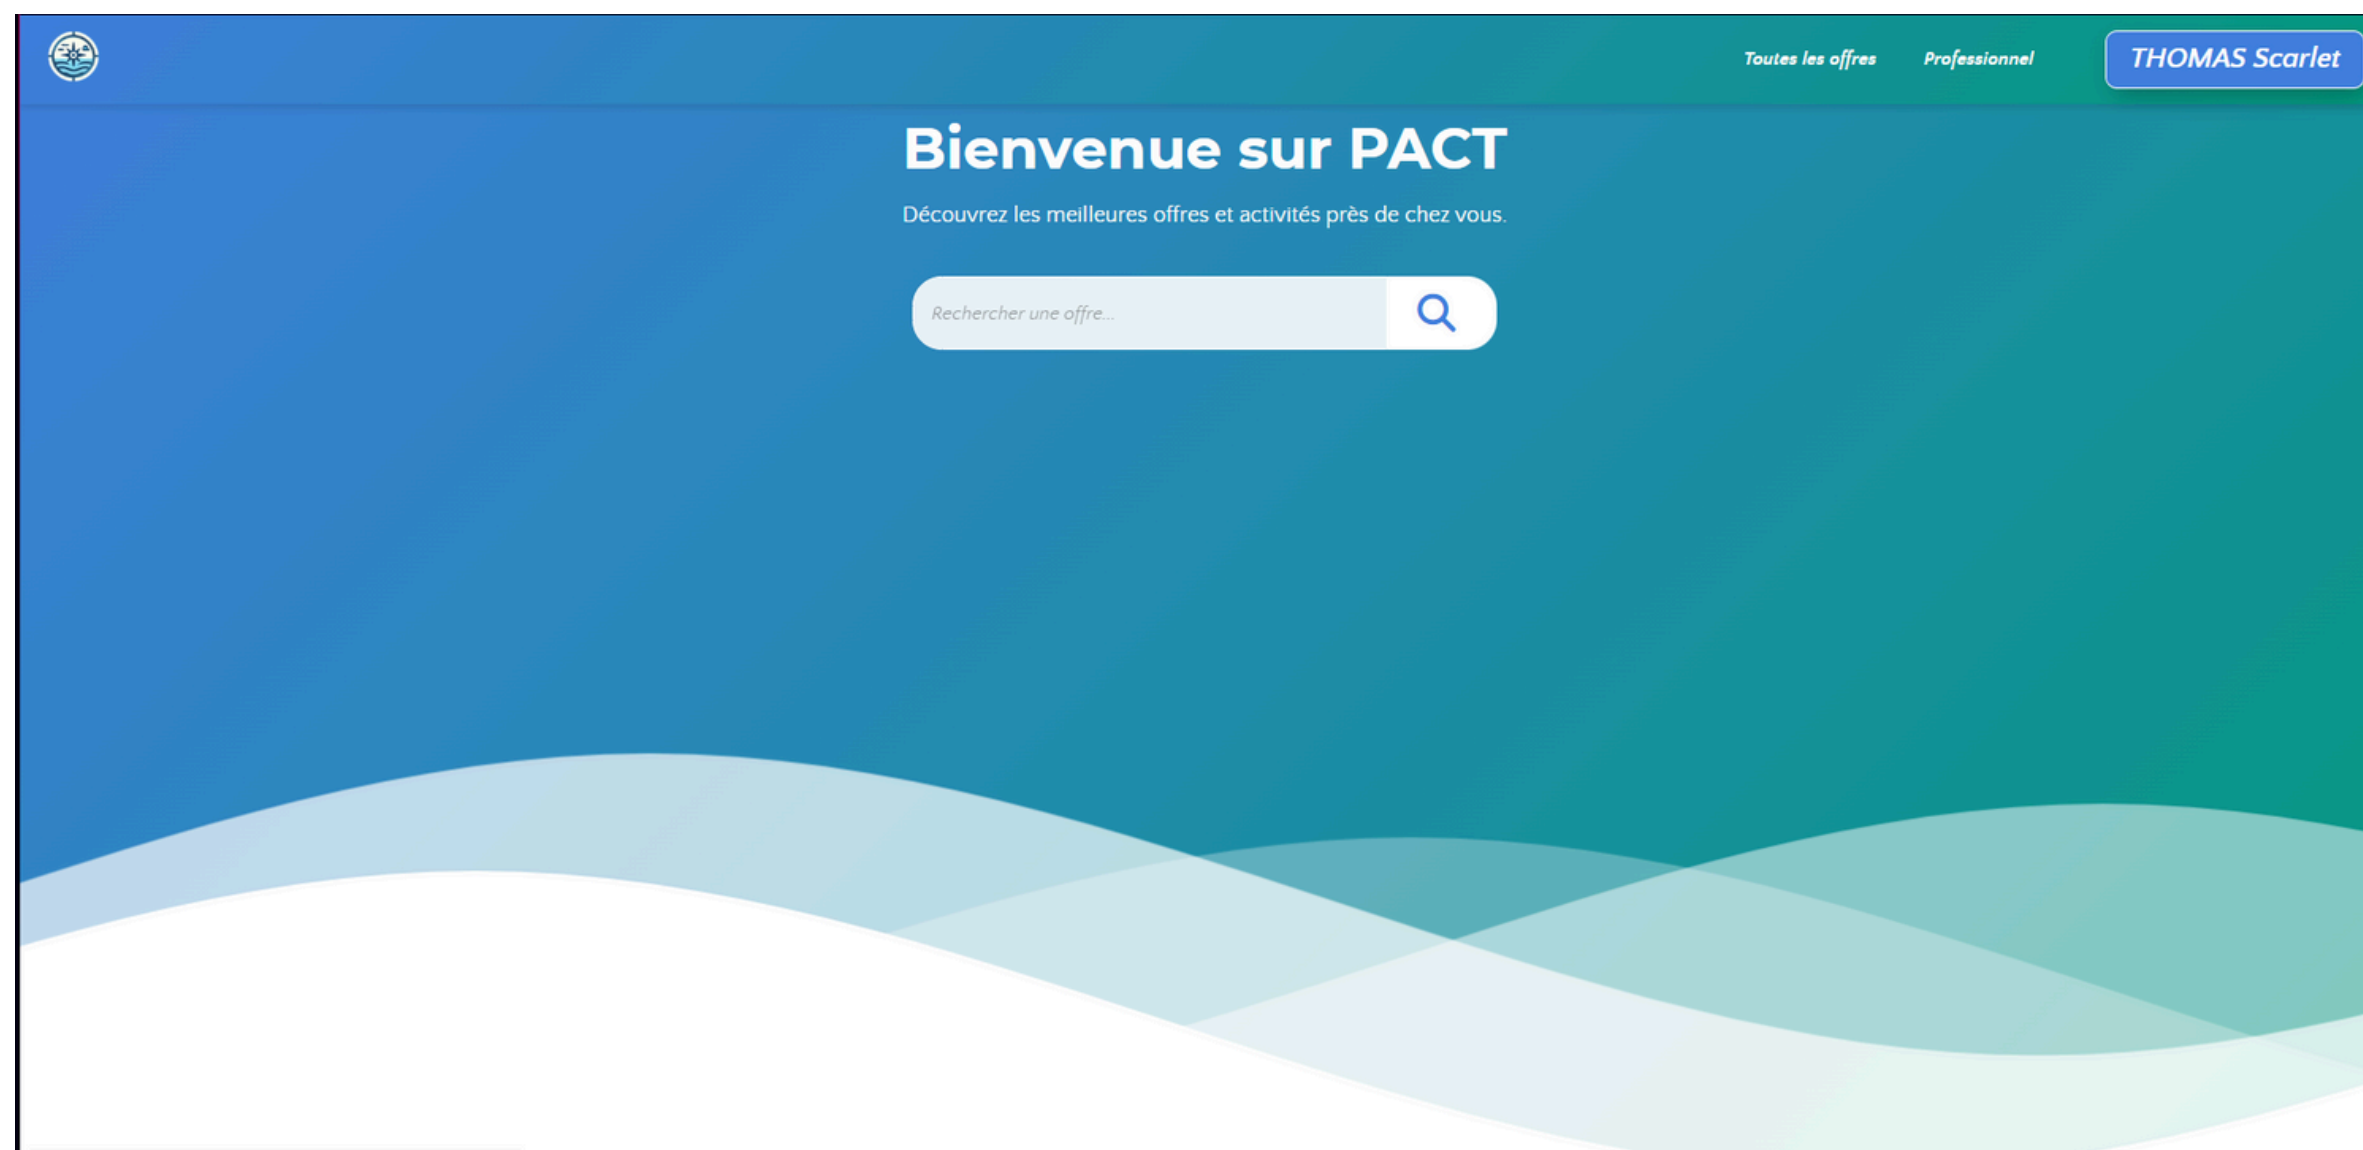 Toutes les offres Professionnel THOMAS Scarlet
Bienvenue sur PACT
Découvrez les meilleures offres et activités près de chez vous.
Rechercher une offre...